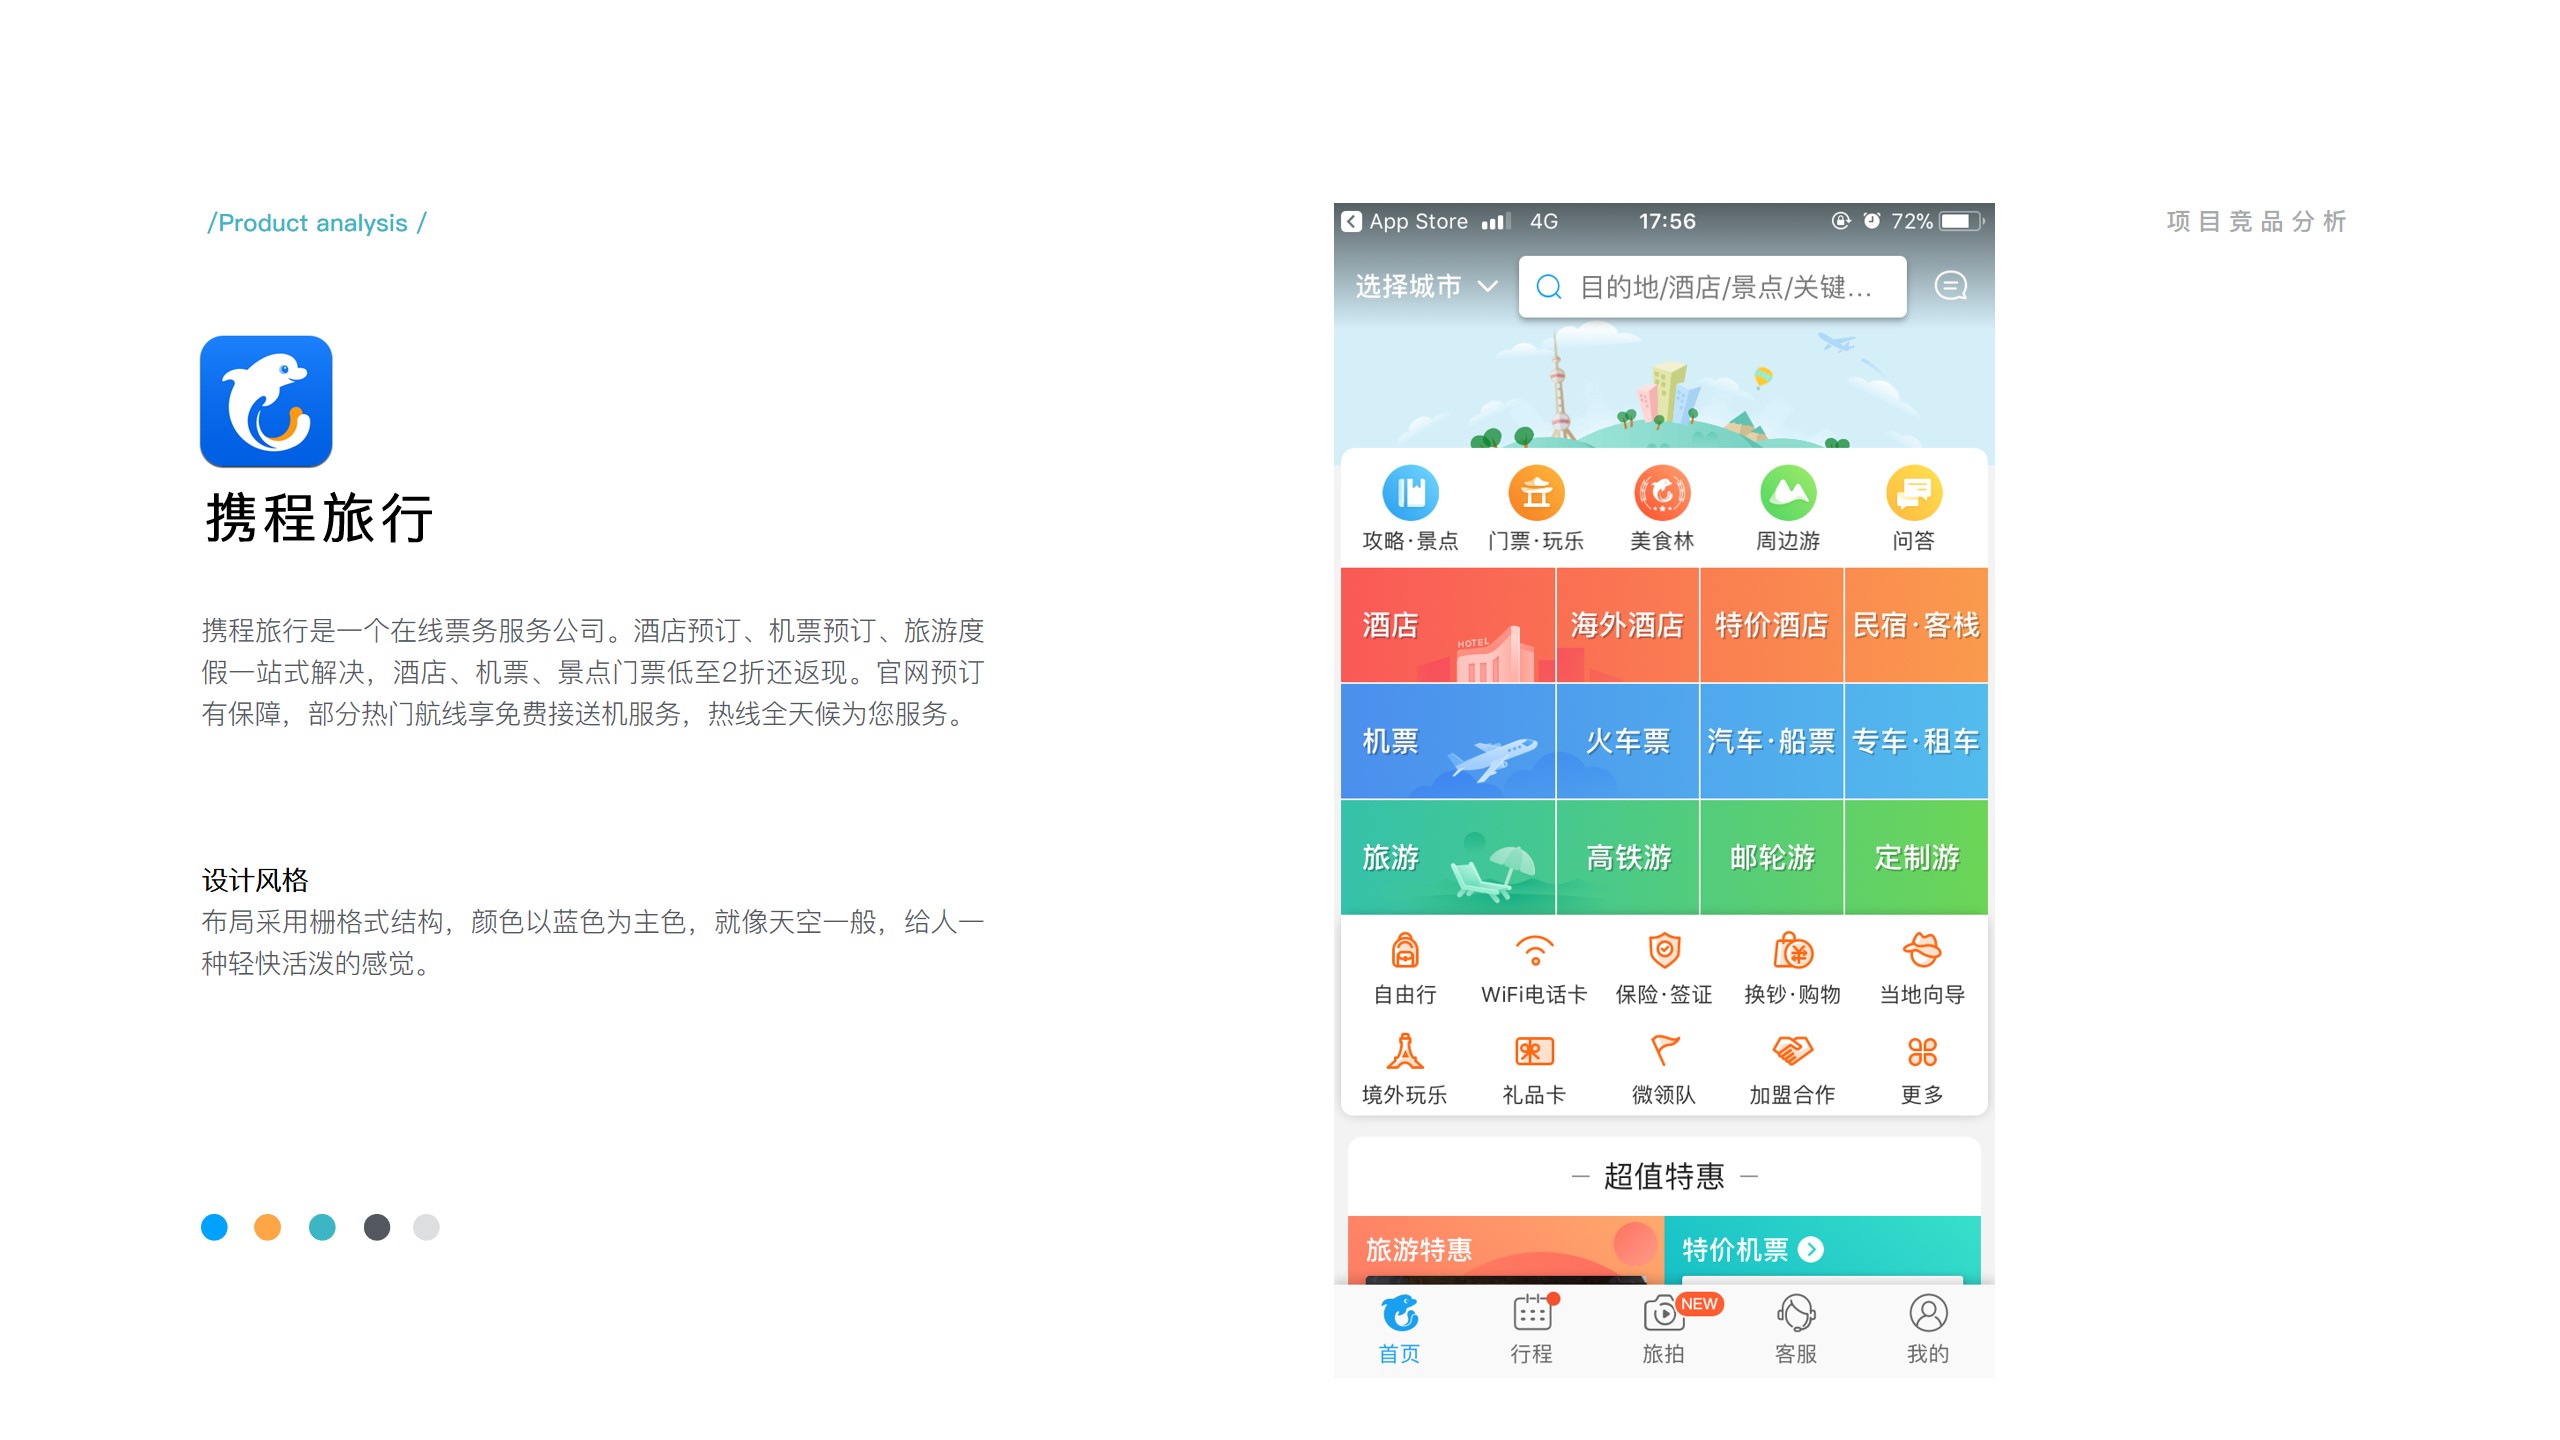 /Product analysis /
项目竞品分析
携程旅行
携程旅行是一个在线票务服务公司。酒店预订、机票预订、旅游度
假一站式解决，酒店、机票、景点门票低至2折还返现。官网预订
有保障，部分热门航线享免费接送机服务，热线全天候为您服务。
设计风格
布局采用栅格式结构，颜色以蓝色为主色，就像天空一般，给人一
种轻快活泼的感觉。
App Store 4G 17:56 72%
选择城市 目的地/酒店/景点/关键...
攻略·景点 门票·玩乐 美食林 周边游 问答
酒店 海外酒店 特价酒店 民宿·客栈
HOTEL
机票 火车票 汽车·船票 专车·租车
旅游 高铁游 邮轮游 定制游
自由行 WiFi电话卡 保险·签证 换钞·购物 当地向导
境外玩乐 礼品卡 微领队 加盟合作 更多
超值特惠
旅游特惠 特价机票
NEW
首页 行程 旅拍 客服 我的